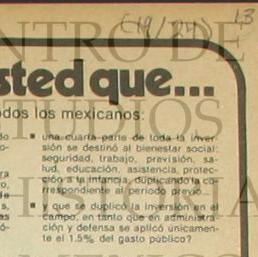 (19/24) 13
sted que...
odos los mexicanos:
■ una cuarta parte de toda la inver-
sión se destinó al bienestar social:
seguridad, trabajo, previsión, sa-
lud, educación, asistencia, protec-
ción a la infancia, duplicando la co-
rrespondiente al periodo previo...
■ y que se duplicó la inversión en el
campo, en tanto que en administra-
ción y defensa se aplicó únicamen-
te el 1.5% del gasto público?